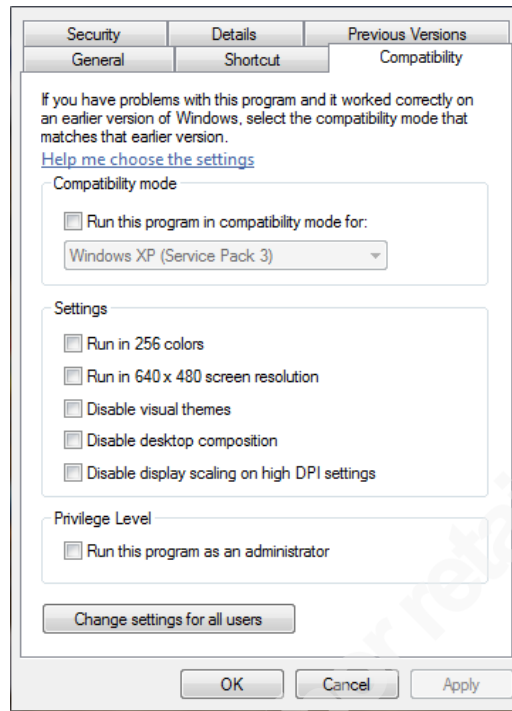 Security Details Previous Versions
General Shortcut Compatibility
If you have problems with this program and it worked correctly on
an earlier version of Windows, select the compatibility mode that
matches that earlier version.
Help me choose the settings
Compatibility mode
Run this program in compatibility mode for:
Windows XP (Service Pack 3)
Settings
Run in 256 colors
Run in 640 x 480 screen resolution
Disable visual themes
Disable desktop composition
Disable display scaling on high DPI settings
Privilege Level
Run this program as an administrator
Change settings for all users
OK Cancel Apply